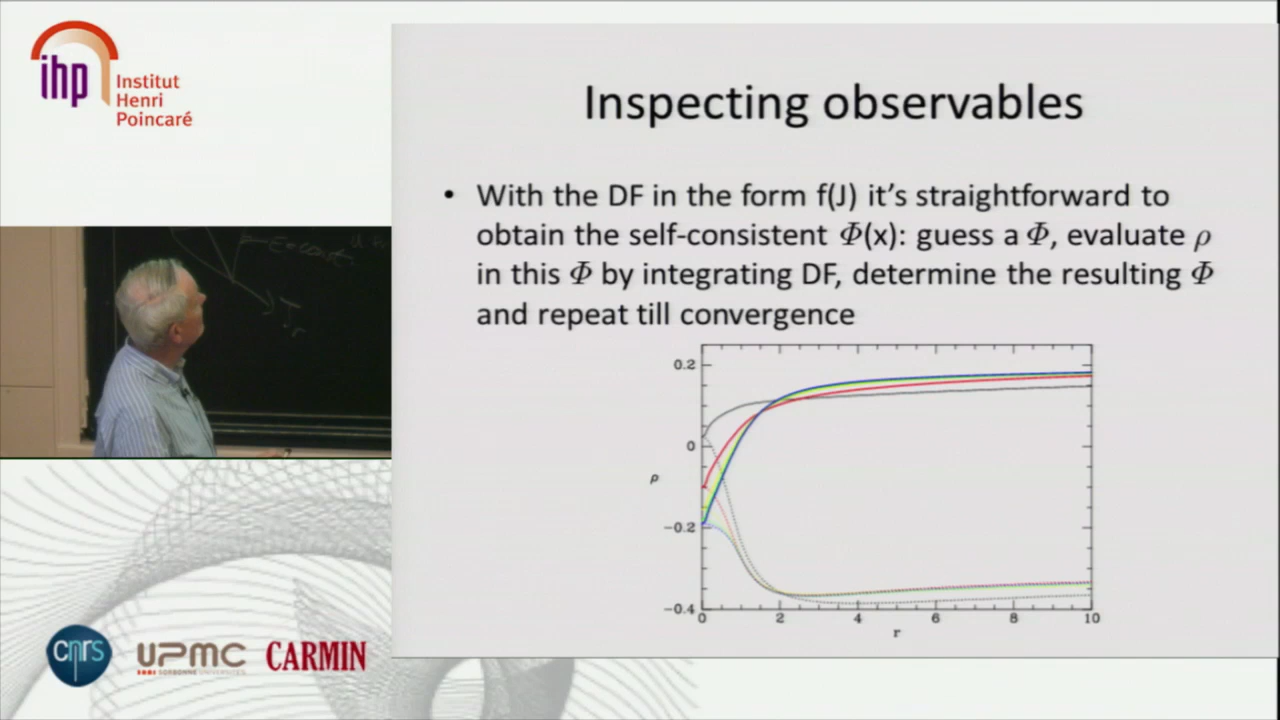 ihp
Institut
Henri
Poincaré
Inspecting observables
• With the DF in the form f(J) it's straightforward to
obtain the self-consistent Φ(x): guess a Φ, evaluate ρ
in this Φ by integrating DF, determine the resulting Φ
and repeat till convergence
E=const
J_r
0.2
0
ρ
−0.2
−0.4
0 2 4 6 8 10
r
cnrs
UPMC
SORBONNE UNIVERSITÉS
CARMIN